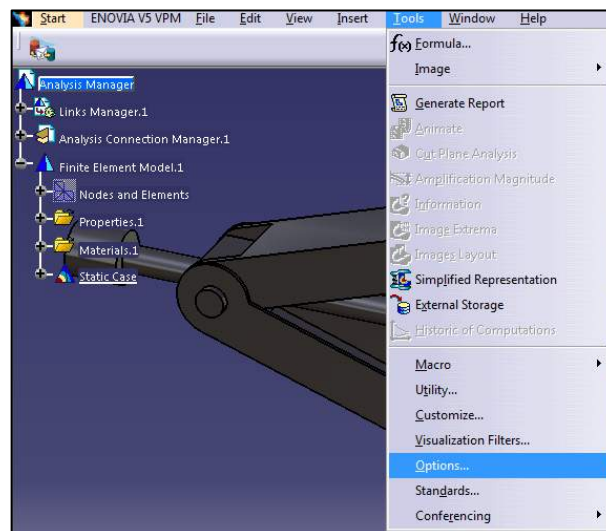 Start ENOVIA V5 VPM File Edit View Insert Tools Window Help
Analysis Manager
Links Manager.1
Analysis Connection Manager.1
Finite Element Model.1
Nodes and Elements
Properties.1
Materials.1
Static Case
f(x) Formula...
Image
Generate Report
Animate
Cut Plane Analysis
Amplification Magnitude
Information
Image Extrema
Images Layout
Simplified Representation
External Storage
Historic of Computations
Macro
Utility...
Customize...
Visualization Filters...
Options...
Standards...
Conferencing